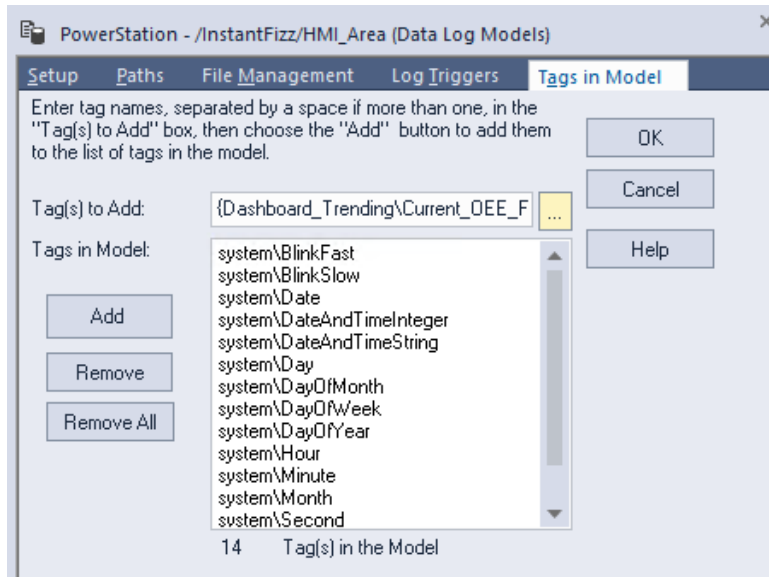 PowerStation - /InstantFizz/HMI_Area (Data Log Models)
Setup Paths File Management Log Triggers Tags in Model
Enter tag names, separated by a space if more than one, in the
"Tag(s) to Add" box, then choose the "Add" button to add them
to the list of tags in the model.
OK
Cancel
Tag(s) to Add: {Dashboard_Trending\Current_OEE_F ...
Help
Tags in Model:
system\BlinkFast
system\BlinkSlow
system\Date
system\DateAndTimeInteger
system\DateAndTimeString
system\Day
system\DayOfMonth
system\DayOfWeek
system\DayOfYear
system\Hour
system\Minute
system\Month
system\Second
Add
Remove
Remove All
14 Tag(s) in the Model